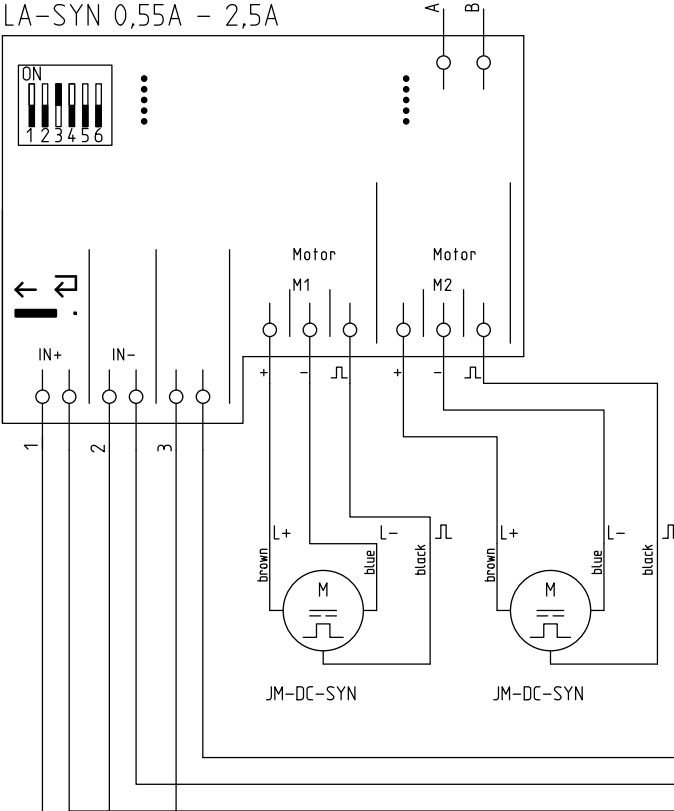 LA-SYN 0,55A - 2,5A
A B
ON
1 2 3 4 5 6
Motor Motor
M1 M2
IN+ IN-
+ - + -
1 2 3
L+ L- L+ L-
brown blue black brown blue black
M M
JM-DC-SYN JM-DC-SYN